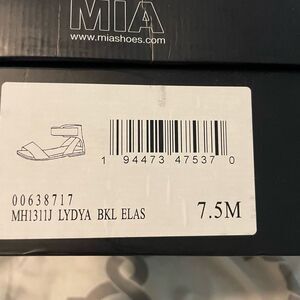 MIA
www.miashoes.com
1 94473 47537 0
00638717
MH1311J LYDYA BKL ELAS
7.5M